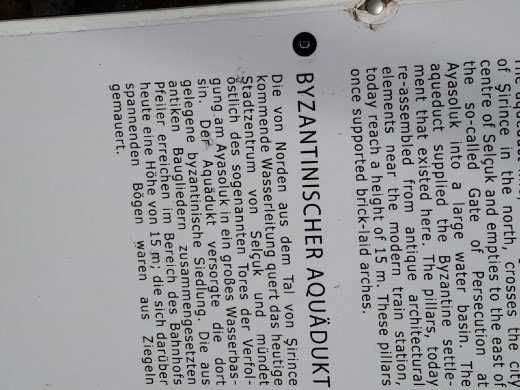 of Şirince in the north, crosses the city
centre of Selçuk and empties to the east of
the so-called Gate of Persecution at
Ayasoluk into a large water basin. The
aqueduct supplied the Byzantine settle-
ment that existed here. The pillars, today
re-assembled from antique architectural
elements near the modern train station,
today reach a height of 15 m. These pillars
once supported brick-laid arches.
D
BYZANTINISCHER AQUÄDUKT
Die von Norden aus dem Tal von Şirince
kommende Wasserleitung quert das heutige
Stadtzentrum von Selçuk und mündet
östlich des sogenannten Tores der Verfol-
gung am Ayasoluk in ein großes Wasserbas-
sin. Der Aquädukt versorgte die dort
gelegene byzantinische Siedlung. Die aus
antiken Baugliedern zusammengesetzten
Pfeiler erreichen im Bereich des Bahnhofs
heute eine Höhe von 15 m; die sich darüber
spannenden Bögen waren aus Ziegeln
gemauert.